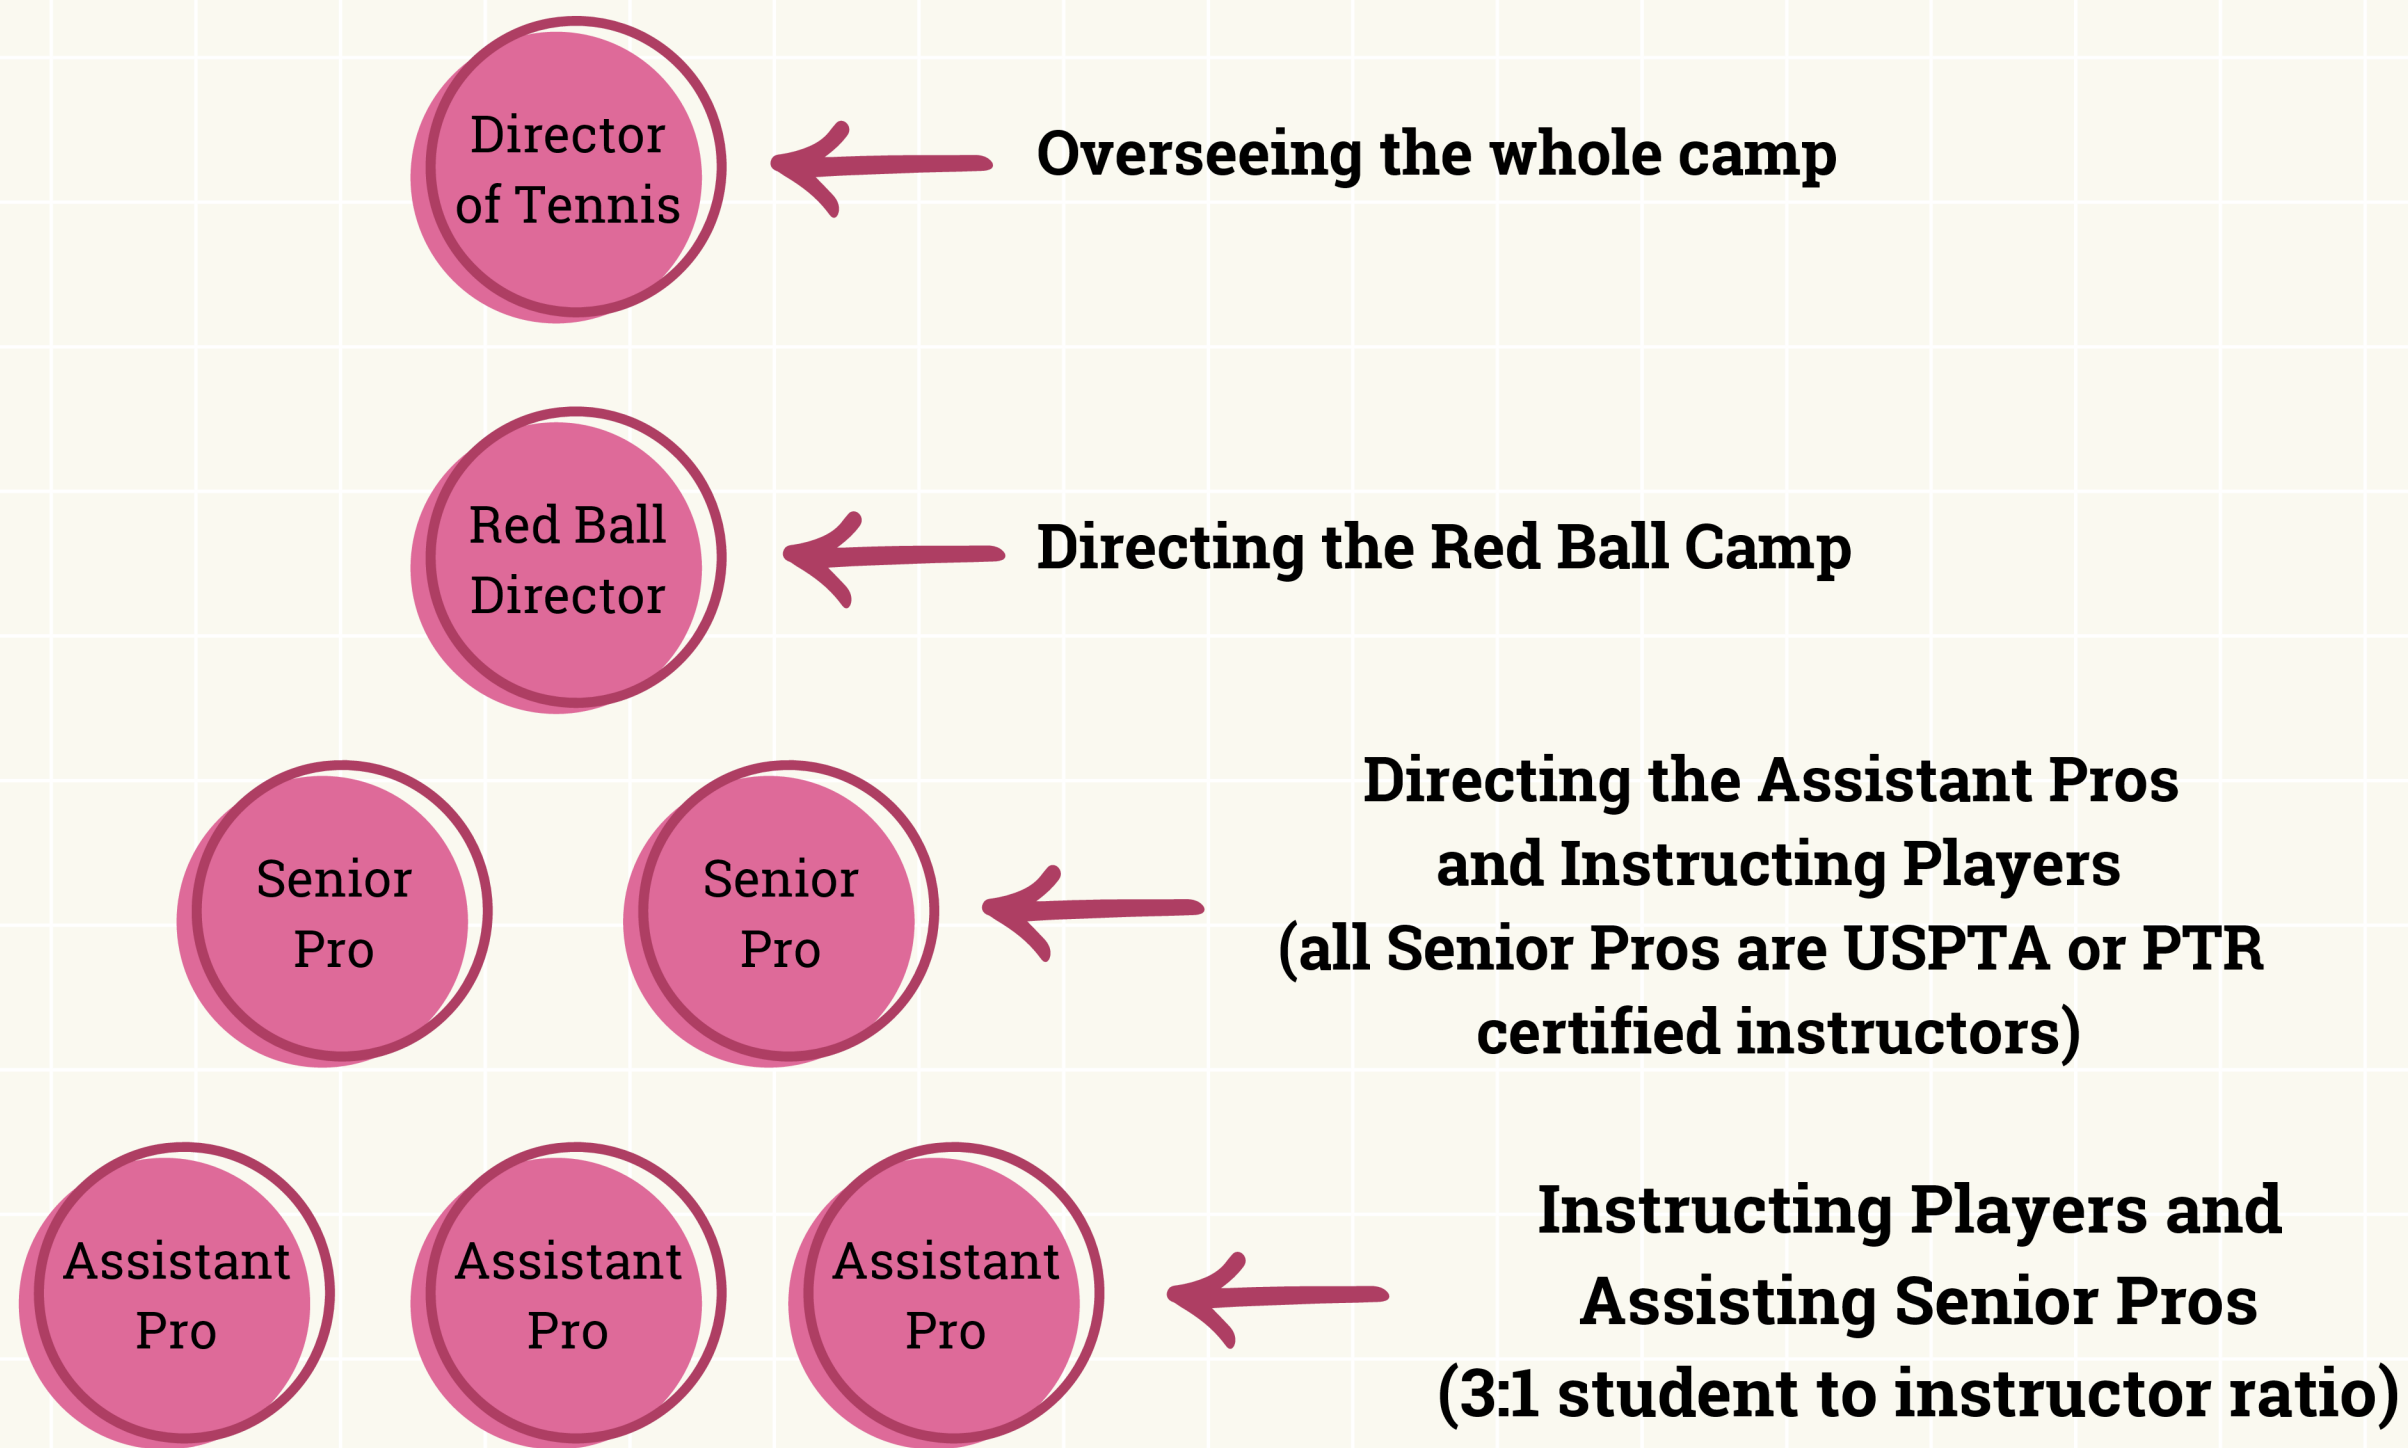 Director
of Tennis
Overseeing the whole camp
Red Ball
Director
Directing the Red Ball Camp
Senior
Pro
Senior
Pro
Directing the Assistant Pros
and Instructing Players
(all Senior Pros are USPTA or PTR
certified instructors)
Assistant
Pro
Assistant
Pro
Assistant
Pro
Instructing Players and
Assisting Senior Pros
(3:1 student to instructor ratio)